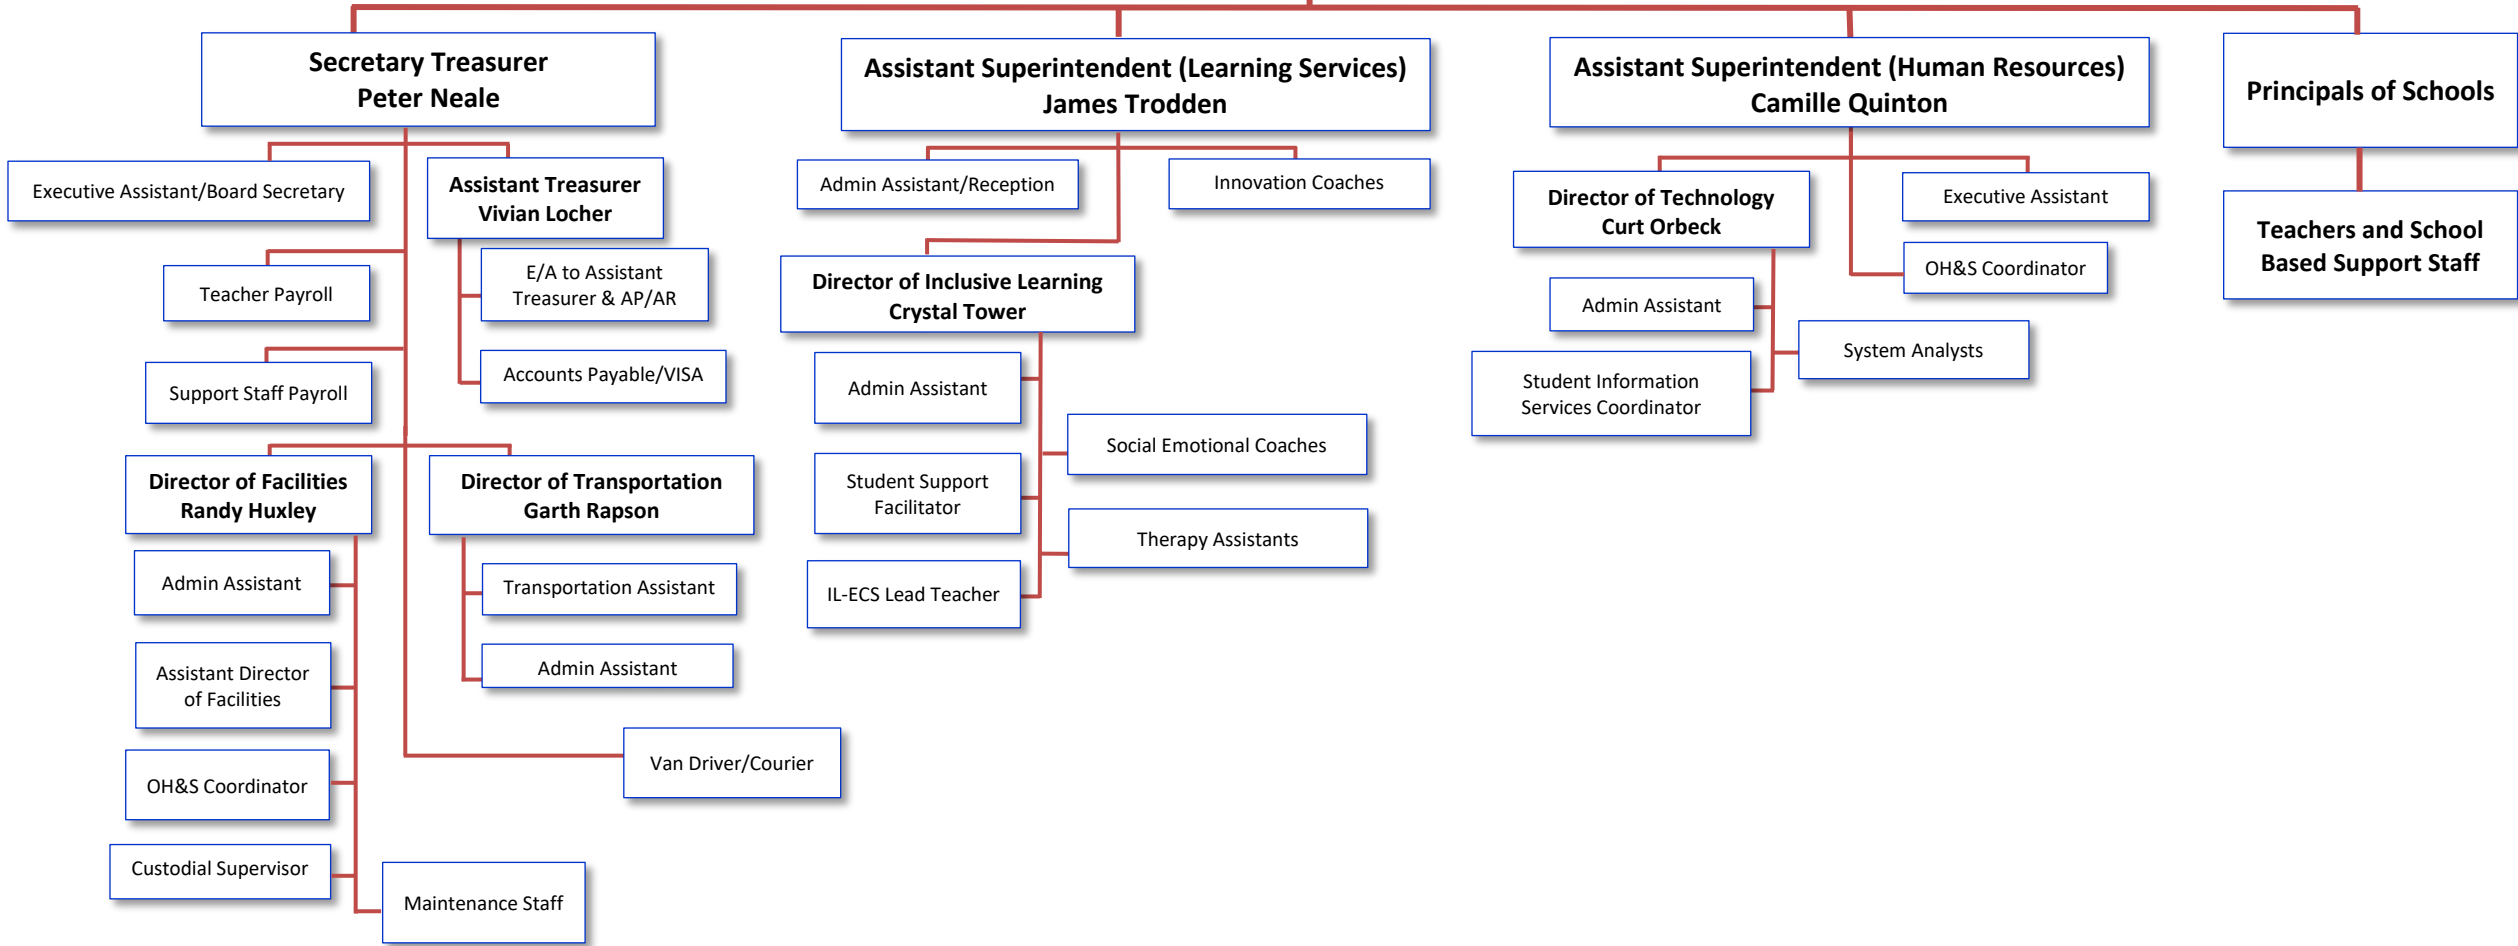 Secretary Treasurer
Peter Neale
Assistant Superintendent (Learning Services)
James Trodden
Assistant Superintendent (Human Resources)
Camille Quinton
Principals of Schools
Executive Assistant/Board Secretary
Assistant Treasurer
Vivian Locher
Teacher Payroll
E/A to Assistant
Treasurer & AP/AR
Support Staff Payroll
Accounts Payable/VISA
Director of Facilities
Randy Huxley
Director of Transportation
Garth Rapson
Admin Assistant
Assistant Director
of Facilities
OH&S Coordinator
Custodial Supervisor
Maintenance Staff
Transportation Assistant
Admin Assistant
Van Driver/Courier
Admin Assistant/Reception
Innovation Coaches
Director of Inclusive Learning
Crystal Tower
Admin Assistant
Social Emotional Coaches
Student Support
Facilitator
Therapy Assistants
IL-ECS Lead Teacher
Director of Technology
Curt Orbeck
Executive Assistant
OH&S Coordinator
Admin Assistant
System Analysts
Student Information
Services Coordinator
Teachers and School
Based Support Staff